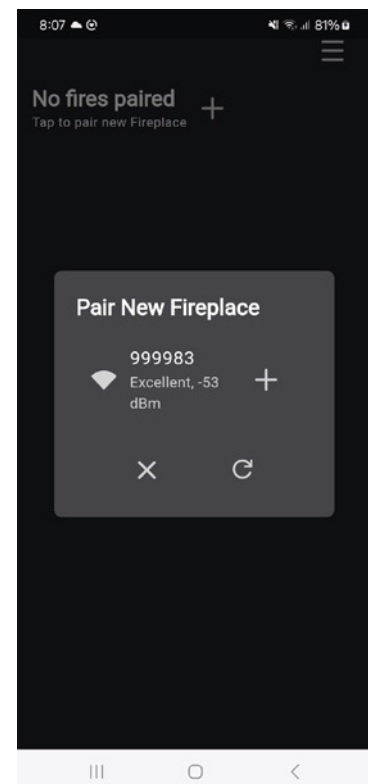 8:07
81%
No fires paired
Tap to pair new Fireplace
Pair New Fireplace
999983
Excellent, -53
dBm